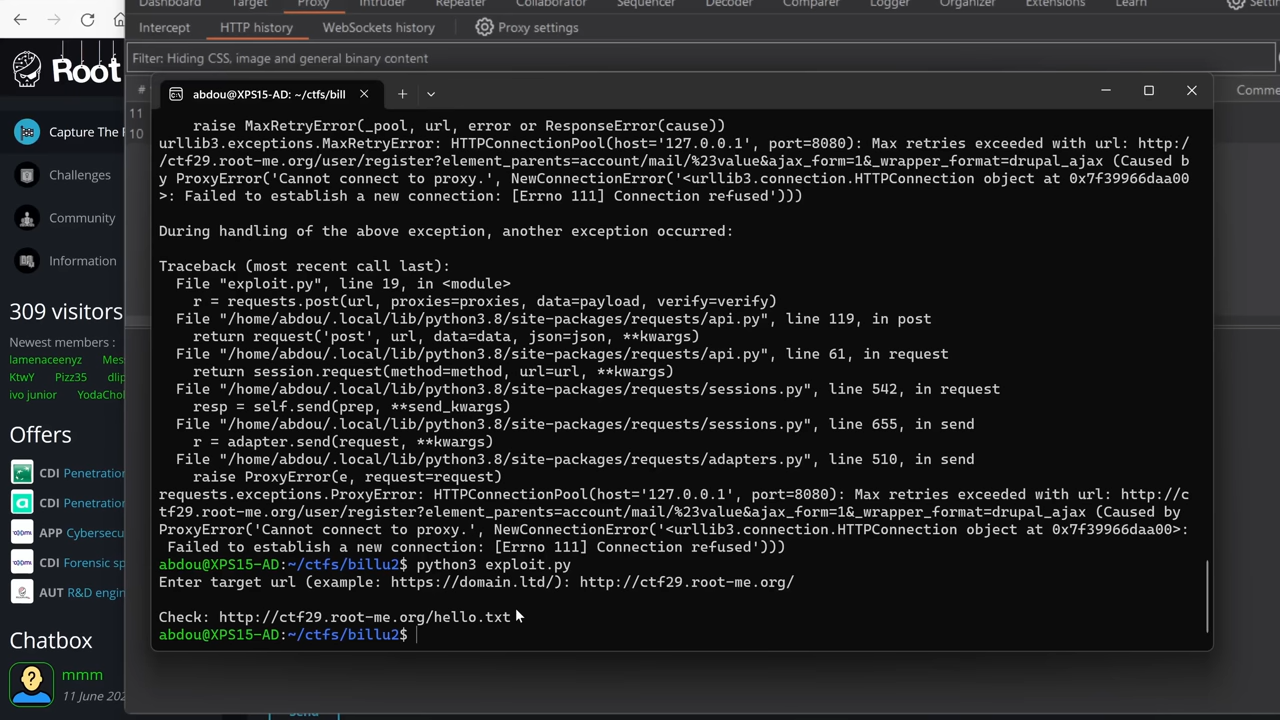 Dashboard Target Proxy Intruder Repeater Collaborator Sequencer Decoder Comparer Logger Organizer Extensions Learn
Intercept HTTP history WebSockets history Proxy settings
Filter: Hiding CSS, image and general binary content
Root
# Comme
11
10
Capture The F
Challenges
Community
Information
309 visitors
Newest members :
lamenaceenyz Mes
KtwY Pizz35 dlip
ivo junior YodaChol
Offers
CDI Penetration
CDI Penetration
APP Cybersecu
CDI Forensic sp
AUT R&D engin
Chatbox
mmm
11 June 202
abdou@XPS15-AD: ~/ctfs/bill
raise MaxRetryError(_pool, url, error or ResponseError(cause))
urllib3.exceptions.MaxRetryError: HTTPConnectionPool(host='127.0.0.1', port=8080): Max retries exceeded with url: http:/
/ctf29.root-me.org/user/register?element_parents=account/mail/%23value&ajax_form=1&_wrapper_format=drupal_ajax (Caused b
y ProxyError('Cannot connect to proxy.', NewConnectionError('<urllib3.connection.HTTPConnection object at 0x7f39966daa00
>: Failed to establish a new connection: [Errno 111] Connection refused')))
During handling of the above exception, another exception occurred:
Traceback (most recent call last):
File "exploit.py", line 19, in <module>
r = requests.post(url, proxies=proxies, data=payload, verify=verify)
File "/home/abdou/.local/lib/python3.8/site-packages/requests/api.py", line 119, in post
return request('post', url, data=data, json=json, **kwargs)
File "/home/abdou/.local/lib/python3.8/site-packages/requests/api.py", line 61, in request
return session.request(method=method, url=url, **kwargs)
File "/home/abdou/.local/lib/python3.8/site-packages/requests/sessions.py", line 542, in request
resp = self.send(prep, **send_kwargs)
File "/home/abdou/.local/lib/python3.8/site-packages/requests/sessions.py", line 655, in send
r = adapter.send(request, **kwargs)
File "/home/abdou/.local/lib/python3.8/site-packages/requests/adapters.py", line 510, in send
raise ProxyError(e, request=request)
requests.exceptions.ProxyError: HTTPConnectionPool(host='127.0.0.1', port=8080): Max retries exceeded with url: http://c
tf29.root-me.org/user/register?element_parents=account/mail/%23value&ajax_form=1&_wrapper_format=drupal_ajax (Caused by
ProxyError('Cannot connect to proxy.', NewConnectionError('<urllib3.connection.HTTPConnection object at 0x7f39966daa00>:
Failed to establish a new connection: [Errno 111] Connection refused')))
abdou@XPS15-AD:~/ctfs/billu2$ python3 exploit.py
Enter target url (example: https://domain.ltd/): http://ctf29.root-me.org/
Check: http://ctf29.root-me.org/hello.txt
abdou@XPS15-AD:~/ctfs/billu2$